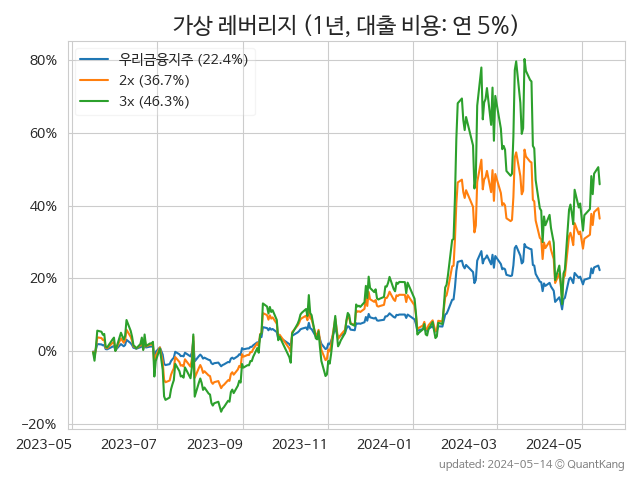 가상 레버리지 (1년, 대출 비용: 연 5%)
우리금융지주 (22.4%)
2x (36.7%)
3x (46.3%)
80%
60%
40%
20%
0%
−20%
2023-05 2023-07 2023-09 2023-11 2024-01 2024-03 2024-05
updated: 2024-05-14 © QuantKang